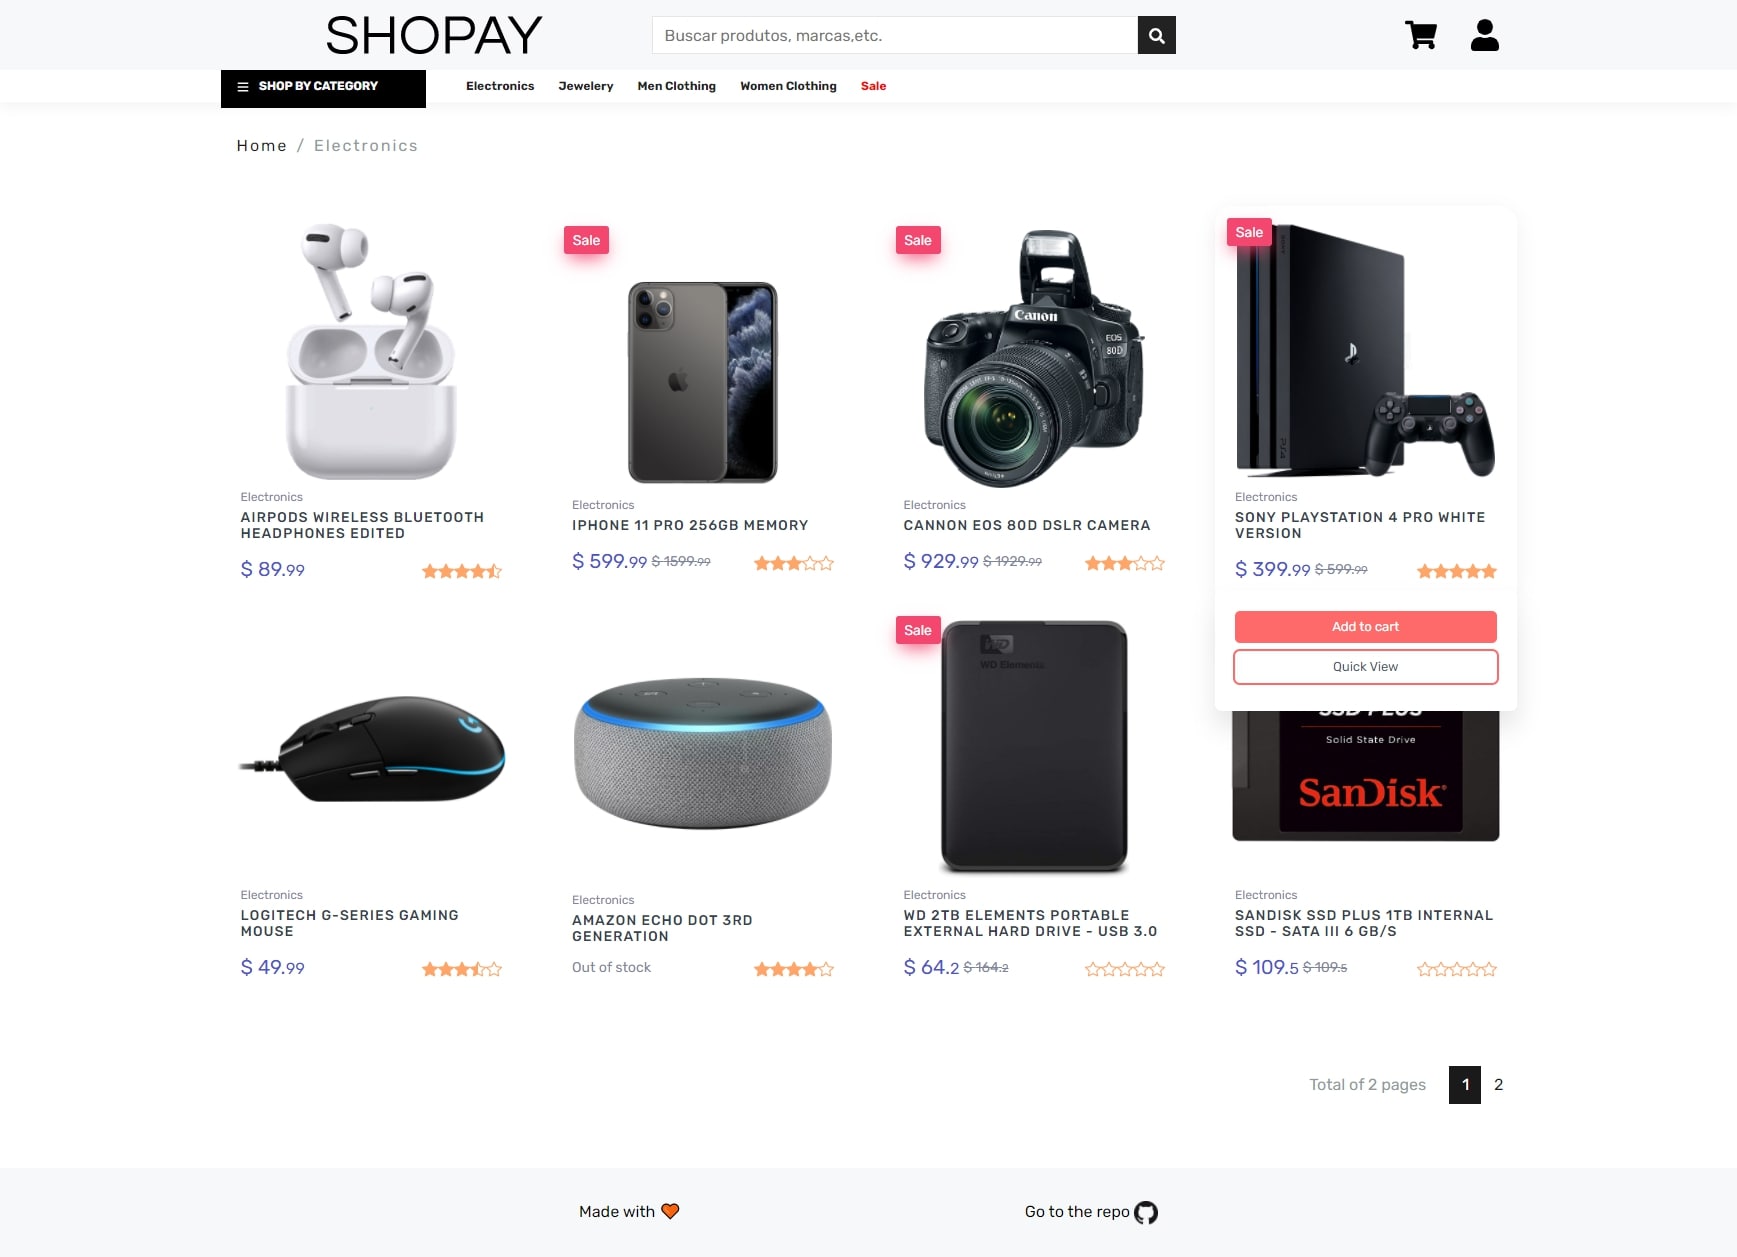 SHOPAY
Buscar produtos, marcas,etc.
SHOP BY CATEGORY
Electronics
Jewelery
Men Clothing
Women Clothing
Sale
Home / Electronics
Electronics
AIRPODS WIRELESS BLUETOOTH
HEADPHONES EDITED
$ 89.99
Sale
Electronics
IPHONE 11 PRO 256GB MEMORY
$ 599.99 $ 1599.99
Sale
Canon
EOS
80D
Electronics
CANNON EOS 80D DSLR CAMERA
$ 929.99 $ 1929.99
Sale
SONY
PS4
Electronics
SONY PLAYSTATION 4 PRO WHITE
VERSION
$ 399.99 $ 599.99
Add to cart
Quick View
Electronics
LOGITECH G-SERIES GAMING
MOUSE
$ 49.99
Electronics
AMAZON ECHO DOT 3RD
GENERATION
Out of stock
Sale
WD
WD Elements
Electronics
WD 2TB ELEMENTS PORTABLE
EXTERNAL HARD DRIVE - USB 3.0
$ 64.2 $ 164.2
SSD PLUS
Solid State Drive
SanDisk®
Electronics
SANDISK SSD PLUS 1TB INTERNAL
SSD - SATA III 6 GB/S
$ 109.5 $ 109.5
Total of 2 pages
1
2
Made with
Go to the repo